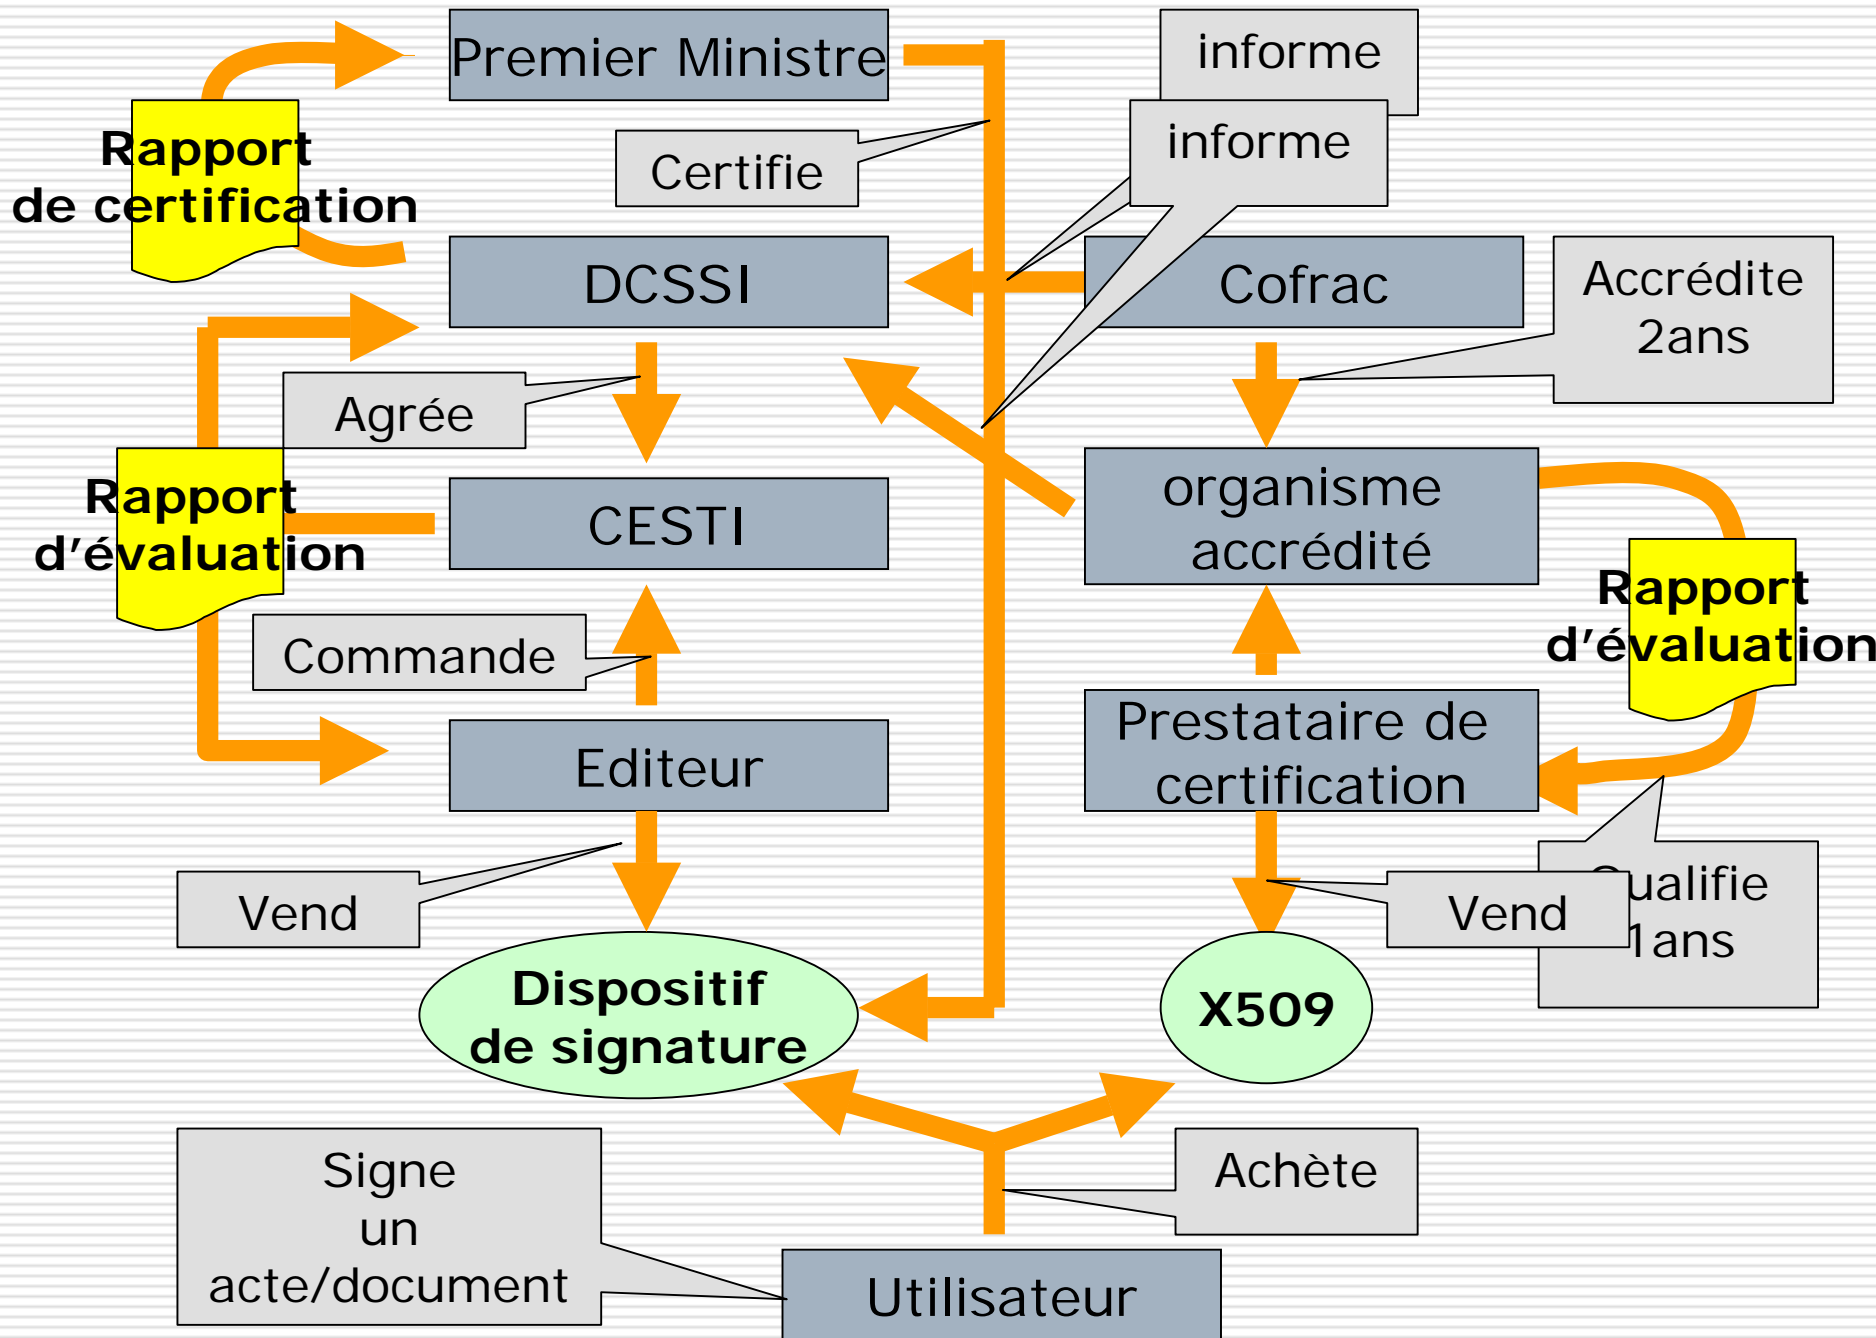 Premier Ministre
informe
informe
Rapport
de certification
Certifie
DCSSI
Cofrac
Accrédite
2ans
Agrée
Rapport
d’évaluation
CESTI
organisme
accrédité
Rapport
d’évaluation
Commande
Editeur
Prestataire de
certification
Vend
Vend
Qualifie
1ans
Dispositif
de signature
X509
Signe
un
acte/document
Achète
Utilisateur